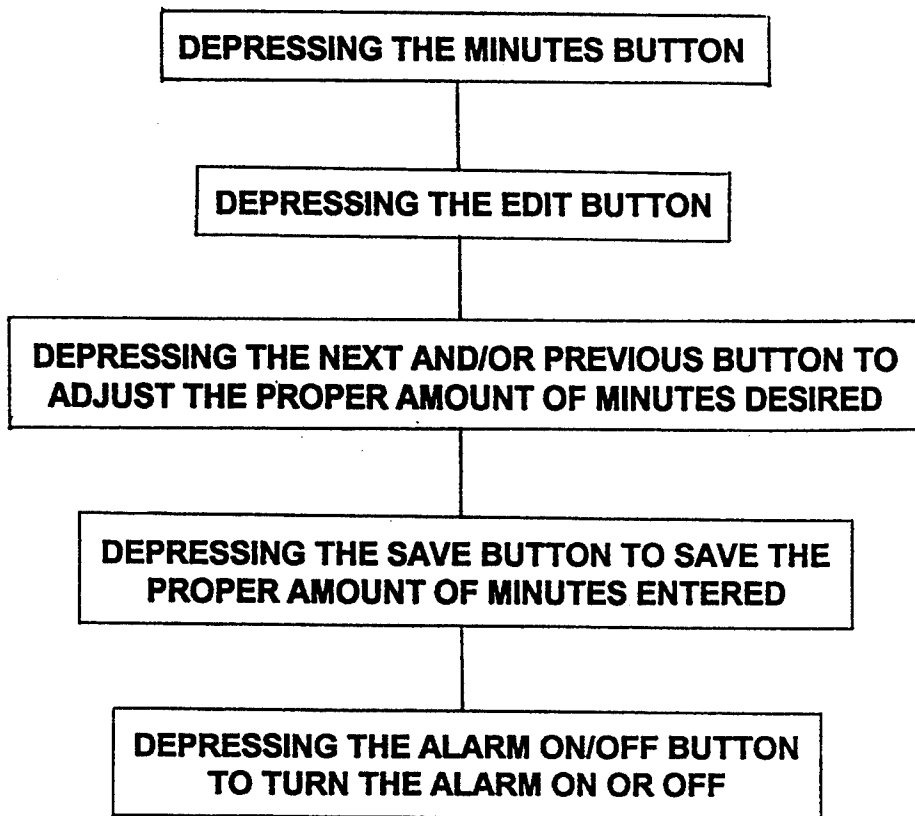 DEPRESSING THE MINUTES BUTTON
DEPRESSING THE EDIT BUTTON
DEPRESSING THE NEXT AND/OR PREVIOUS BUTTON TO
ADJUST THE PROPER AMOUNT OF MINUTES DESIRED
DEPRESSING THE SAVE BUTTON TO SAVE THE
PROPER AMOUNT OF MINUTES ENTERED
DEPRESSING THE ALARM ON/OFF BUTTON
TO TURN THE ALARM ON OR OFF